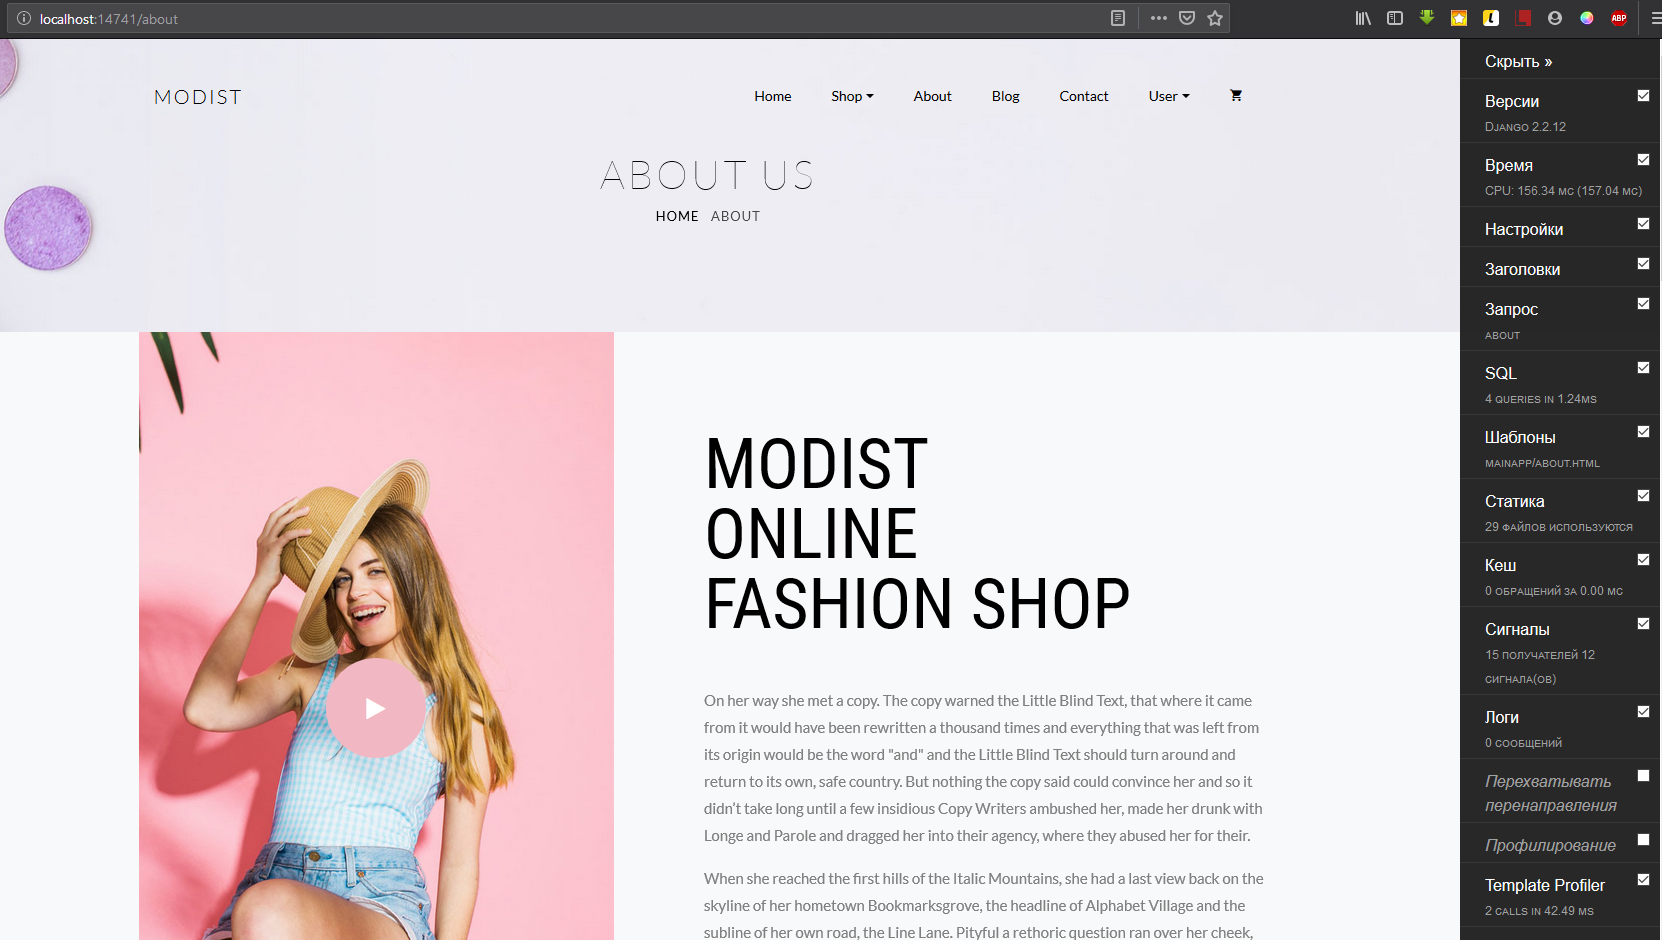 localhost:14741/about
ABP
MODIST
Home Shop About Blog Contact User
ABOUT US
HOME ABOUT
MODIST
ONLINE
FASHION SHOP
On her way she met a copy. The copy warned the Little Blind Text, that where it came
from it would have been rewritten a thousand times and everything that was left from
its origin would be the word "and" and the Little Blind Text should turn around and
return to its own, safe country. But nothing the copy said could convince her and so it
didn’t take long until a few insidious Copy Writers ambushed her, made her drunk with
Longe and Parole and dragged her into their agency, where they abused her for their.
When she reached the first hills of the Italic Mountains, she had a last view back on the
skyline of her hometown Bookmarksgrove, the headline of Alphabet Village and the
subline of her own road, the Line Lane. Pityful a rethoric question ran over her cheek,
Скрыть »
Версии
Django 2.2.12
Время
CPU: 156.34 мс (157.04 мс)
Настройки
Заголовки
Запрос
about
SQL
4 queries in 1.24ms
Шаблоны
mainapp/about.html
Статика
29 файлов используются
Кеш
0 обращений за 0.00 мс
Сигналы
15 получателей 12
сигнала(ов)
Логи
0 сообщений
Перехватывать
перенаправления
Профилирование
Template Profiler
2 calls in 42.49 ms